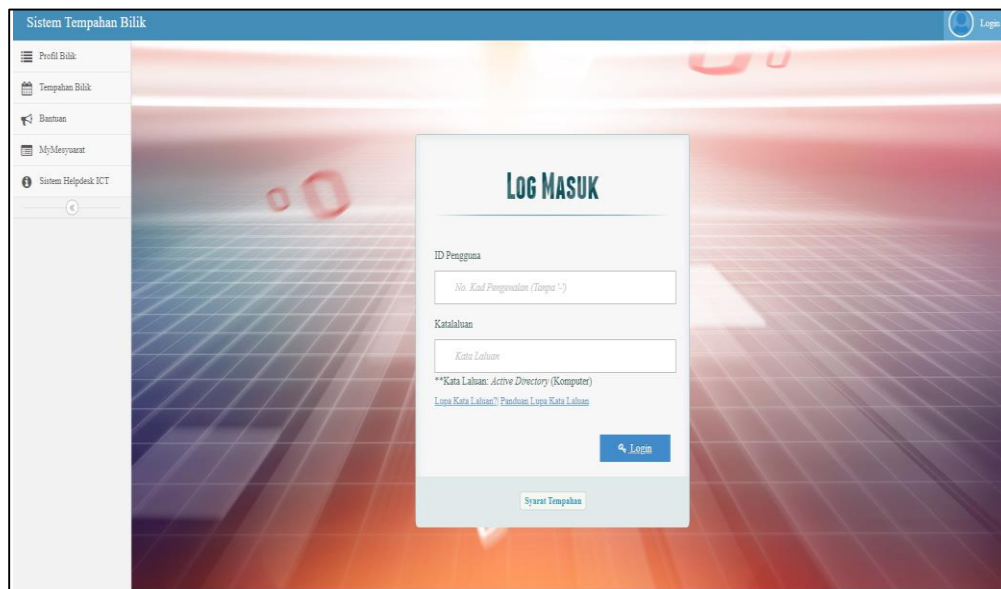 Sistem Tempahan Bilik
Login
Profil Bilik
Tempahan Bilik
Bantuan
MyMesyuarat
Sistem Helpdesk ICT
LOG MASUK
ID Pengguna
No. Kad Pengenalan (Tanpa '-')
Katalaluan
Kata Laluan
**Kata Laluan: Active Directory (Komputer)
Lupa Kata Laluan?| Panduan Lupa Kata Laluan
Login
Syarat Tempahan